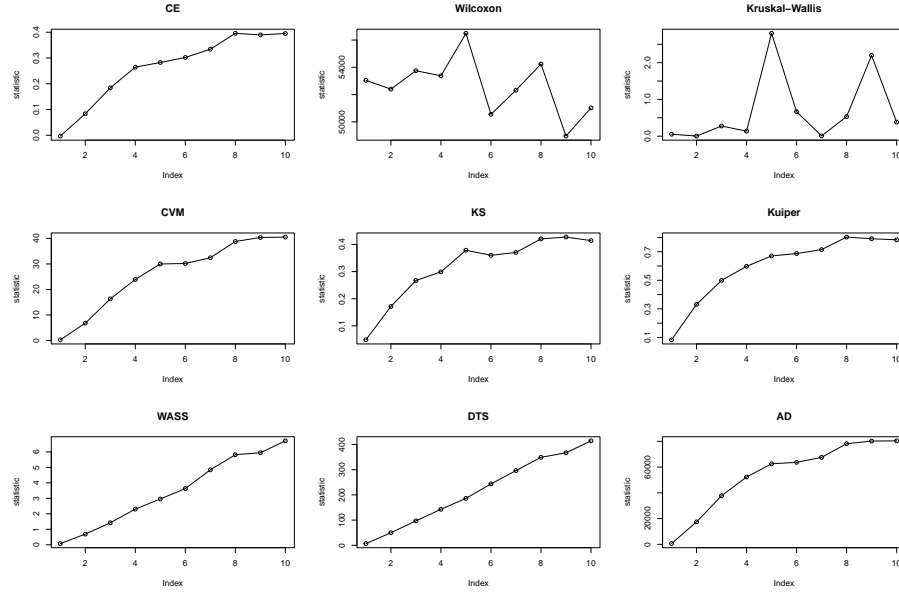 CE
statistic
0.0 0.1 0.2 0.3 0.4
2 4 6 8 10
Index
Wilcoxon
statistic
50000 54000
2 4 6 8 10
Index
Kruskal−Wallis
statistic
0.0 1.0 2.0
2 4 6 8 10
Index
CVM
statistic
0 10 20 30 40
2 4 6 8 10
Index
KS
statistic
0.1 0.2 0.3 0.4
2 4 6 8 10
Index
Kuiper
statistic
0.1 0.3 0.5 0.7
2 4 6 8 10
Index
WASS
statistic
0 1 2 3 4 5 6
2 4 6 8 10
Index
DTS
statistic
0 100 200 300 400
2 4 6 8 10
Index
AD
statistic
0 20000 60000
2 4 6 8 10
Index